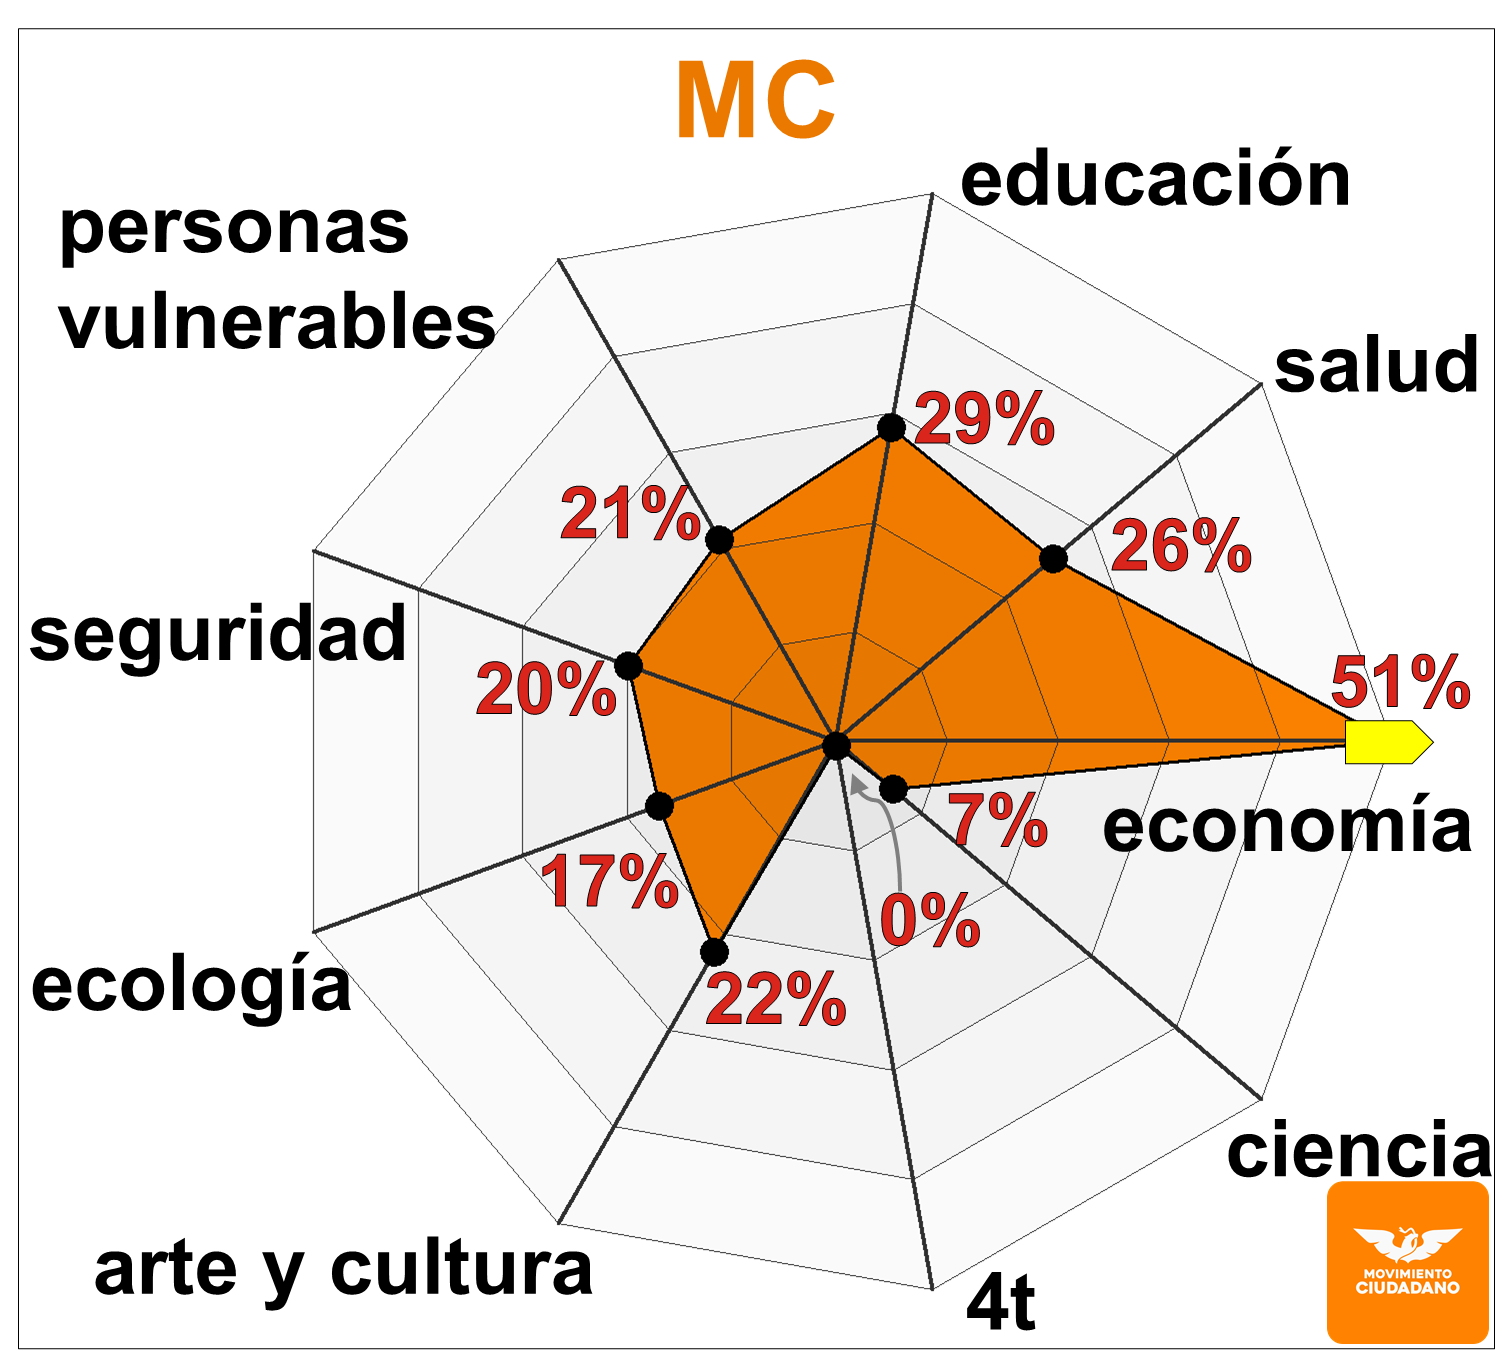 MC
educación
personas
vulnerables
salud
29%
21%
26%
seguridad
20%
51%
7%
economía
17%
0%
ecología
22%
ciencia
arte y cultura
4t
MOVIMIENTO
CIUDADANO